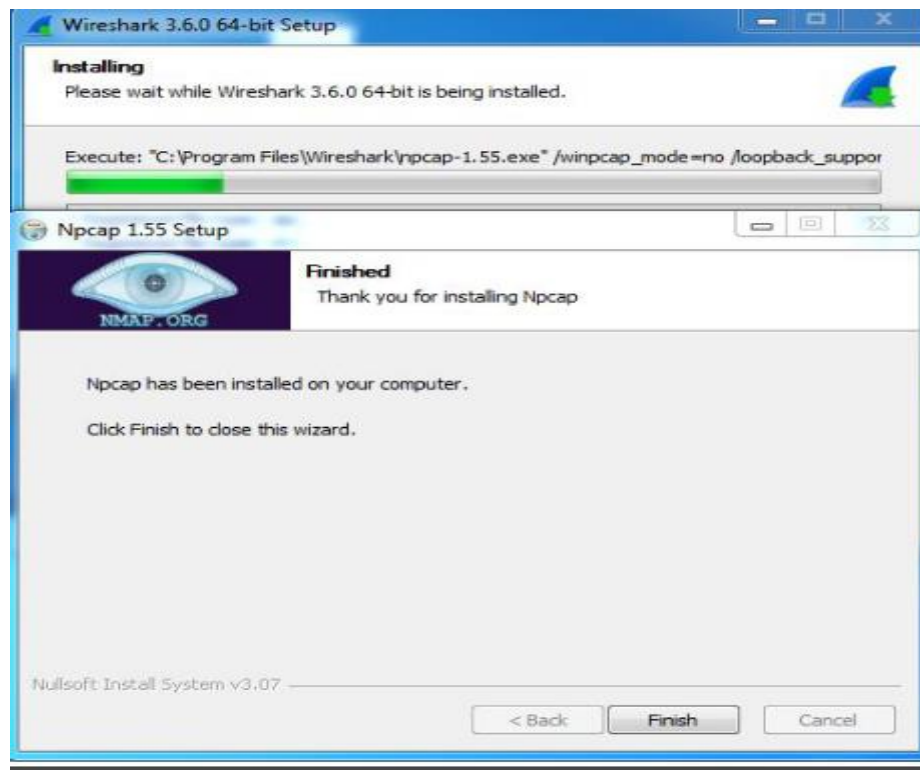 Wireshark 3.6.0 64-bit Setup
Installing
Please wait while Wireshark 3.6.0 64-bit is being installed.
Execute: "C:\Program Files\Wireshark\npcap-1.55.exe" /winpcap_mode=no /loopback_suppor
Npcap 1.55 Setup
NMAP.ORG
Finished
Thank you for installing Npcap
Npcap has been installed on your computer.
Click Finish to close this wizard.
Nullsoft Install System v3.07
< Back Finish Cancel